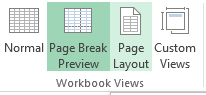 Normal Page Break Page Custom
Preview Layout Views
Workbook Views